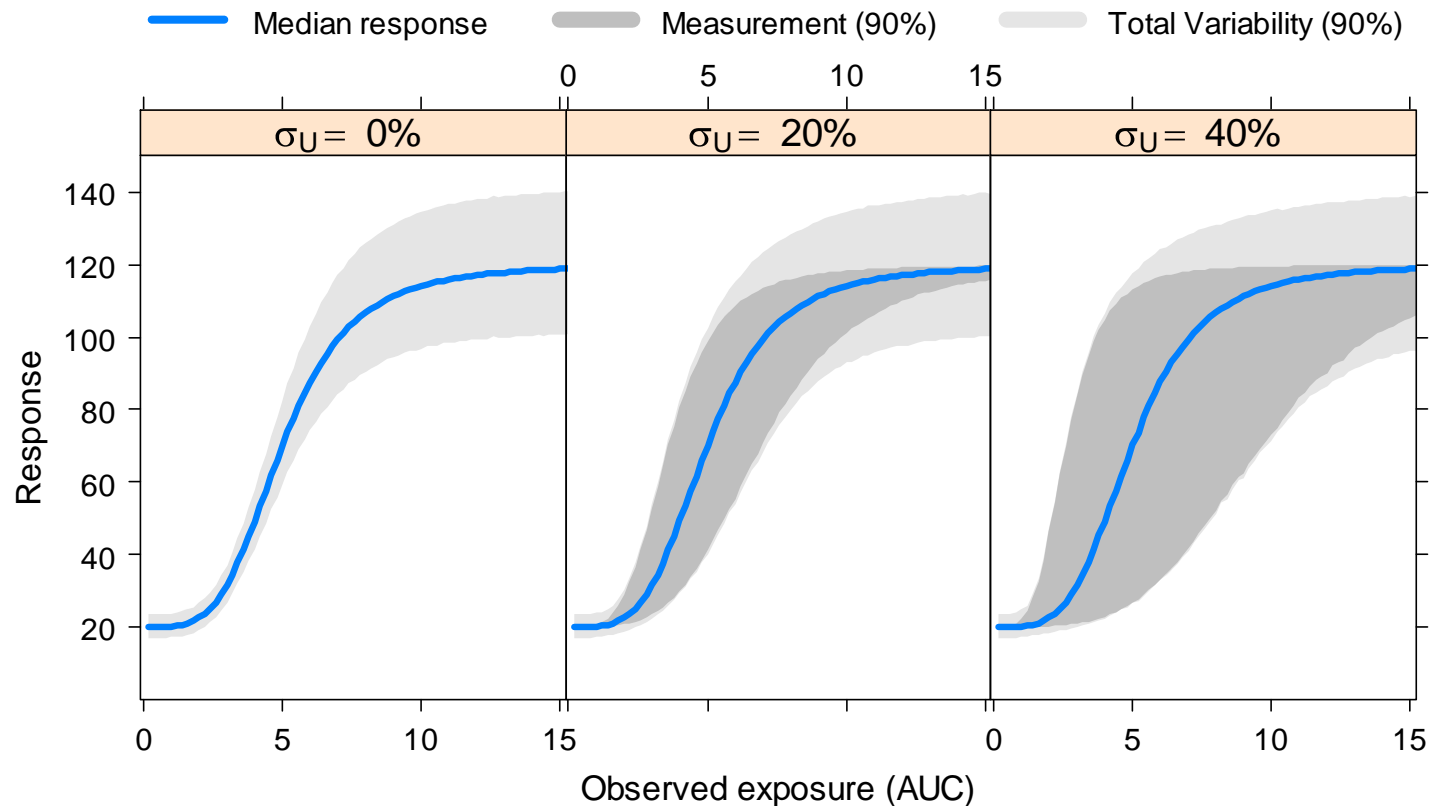 Median response Measurement (90%) Total Variability (90%)
0 5 10 15
σU = 0% σU = 20% σU = 40%
140
120
100
80
60
40
20
Response
0 5 10 15 0 5 10 15
Observed exposure (AUC)